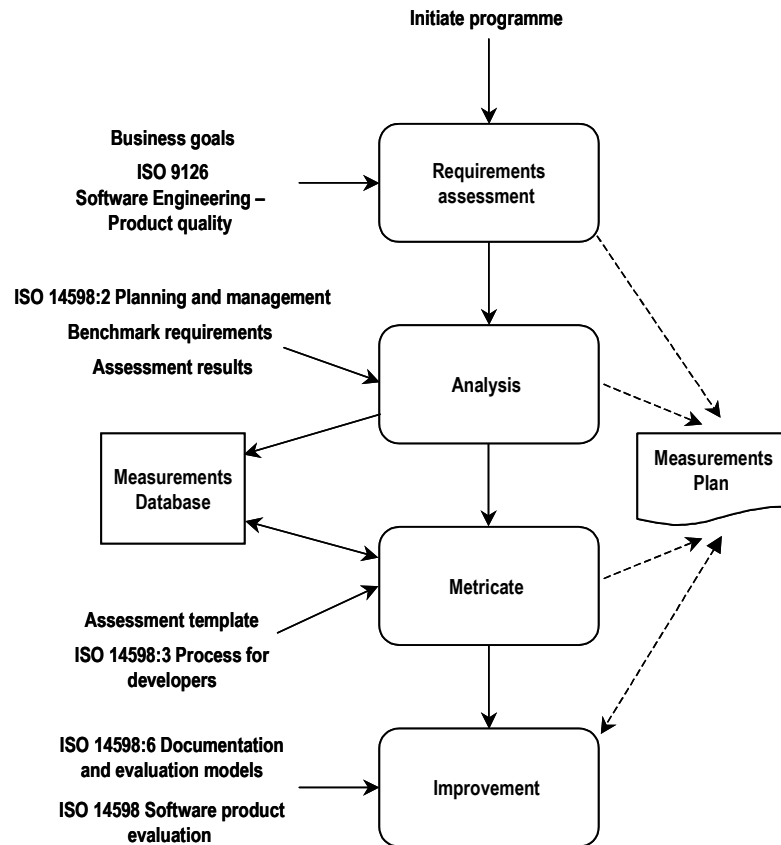 Initiate programme
Business goals
ISO 9126
Software Engineering –
Product quality
Requirements
assessment
ISO 14598:2 Planning and management
Benchmark requirements
Assessment results
Analysis
Measurements
Database
Measurements
Plan
Metricate
Assessment template
ISO 14598:3 Process for
developers
ISO 14598:6 Documentation
and evaluation models
ISO 14598 Software product
evaluation
Improvement